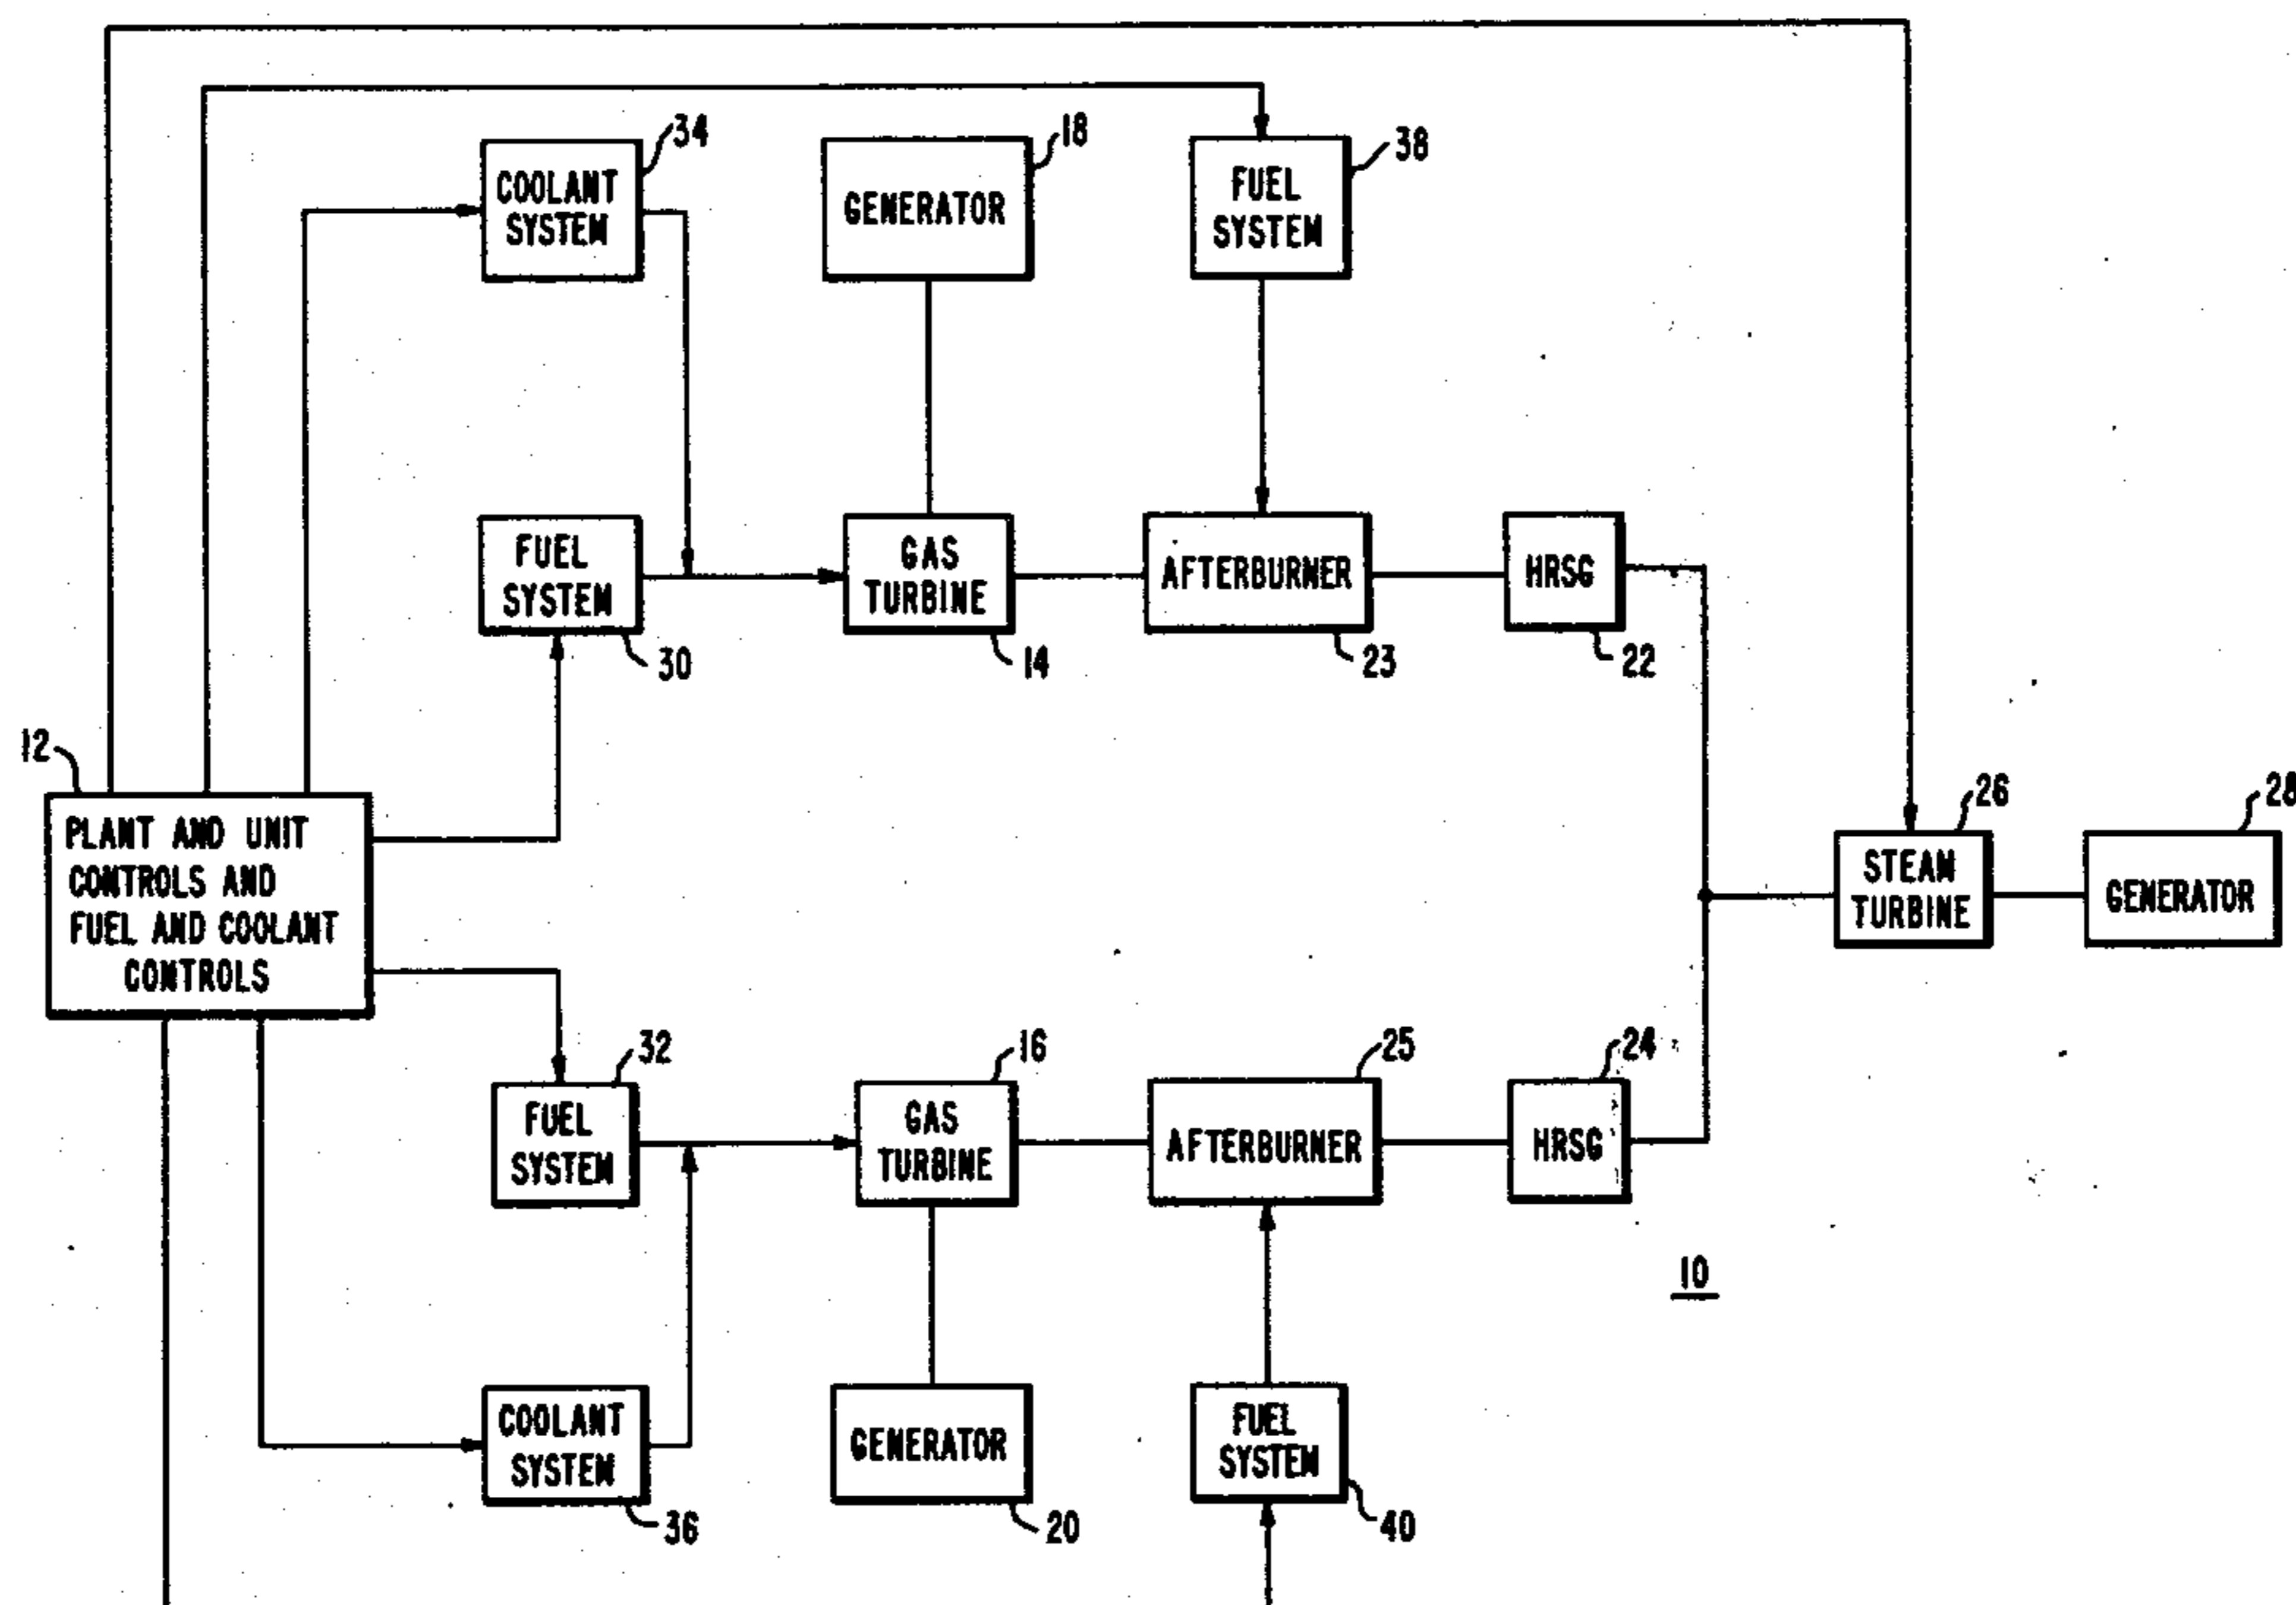 34
18
38
COOLANT
SYSTEM
GENERATOR
FUEL
SYSTEM
FUEL
SYSTEM
GAS
TURBINE
AFTERBURNER
HRSG
30
14
23
22
12
26
28
PLANT AND UNIT
CONTROLS AND
FUEL AND COOLANT
CONTROLS
STEAM
TURBINE
GENERATOR
32
16
25
24
FUEL
SYSTEM
GAS
TURBINE
AFTERBURNER
HRSG
10
COOLANT
SYSTEM
GENERATOR
FUEL
SYSTEM
36
20
40